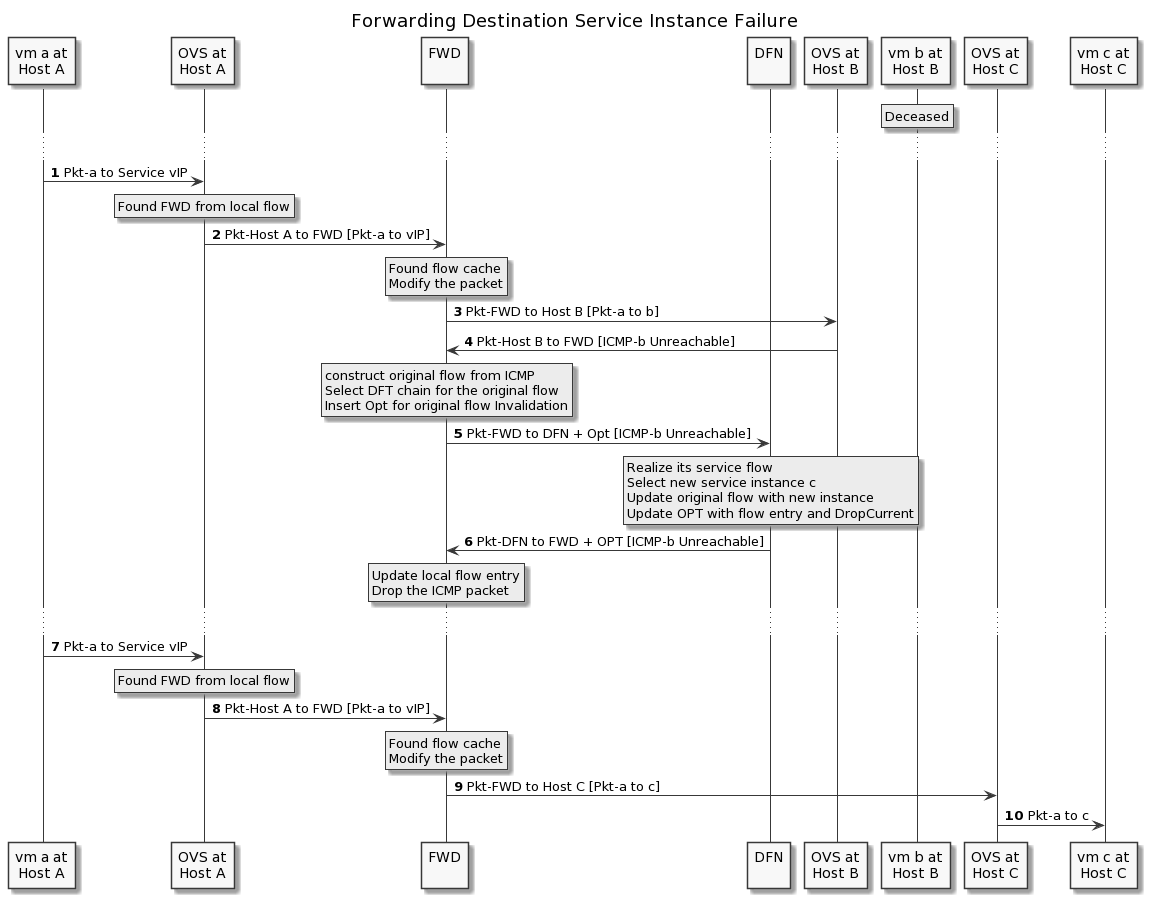 Forwarding Destination Service Instance Failure
vm a at
Host A
OVS at
Host A
FWD
DFN
OVS at
Host B
vm b at
Host B
OVS at
Host C
vm c at
Host C
Deceased
1 Pkt-a to Service vIP
Found FWD from local flow
2 Pkt-Host A to FWD [Pkt-a to vIP]
Found flow cache
Modify the packet
3 Pkt-FWD to Host B [Pkt-a to b]
4 Pkt-Host B to FWD [ICMP-b Unreachable]
construct original flow from ICMP
Select DFT chain for the original flow
Insert Opt for original flow Invalidation
5 Pkt-FWD to DFN + Opt [ICMP-b Unreachable]
Realize its service flow
Select new service instance c
Update original flow with new instance
Update OPT with flow entry and DropCurrent
6 Pkt-DFN to FWD + OPT [ICMP-b Unreachable]
Update local flow entry
Drop the ICMP packet
7 Pkt-a to Service vIP
Found FWD from local flow
8 Pkt-Host A to FWD [Pkt-a to vIP]
Found flow cache
Modify the packet
9 Pkt-FWD to Host C [Pkt-a to c]
10 Pkt-a to c
vm a at
Host A
OVS at
Host A
FWD
DFN
OVS at
Host B
vm b at
Host B
OVS at
Host C
vm c at
Host C